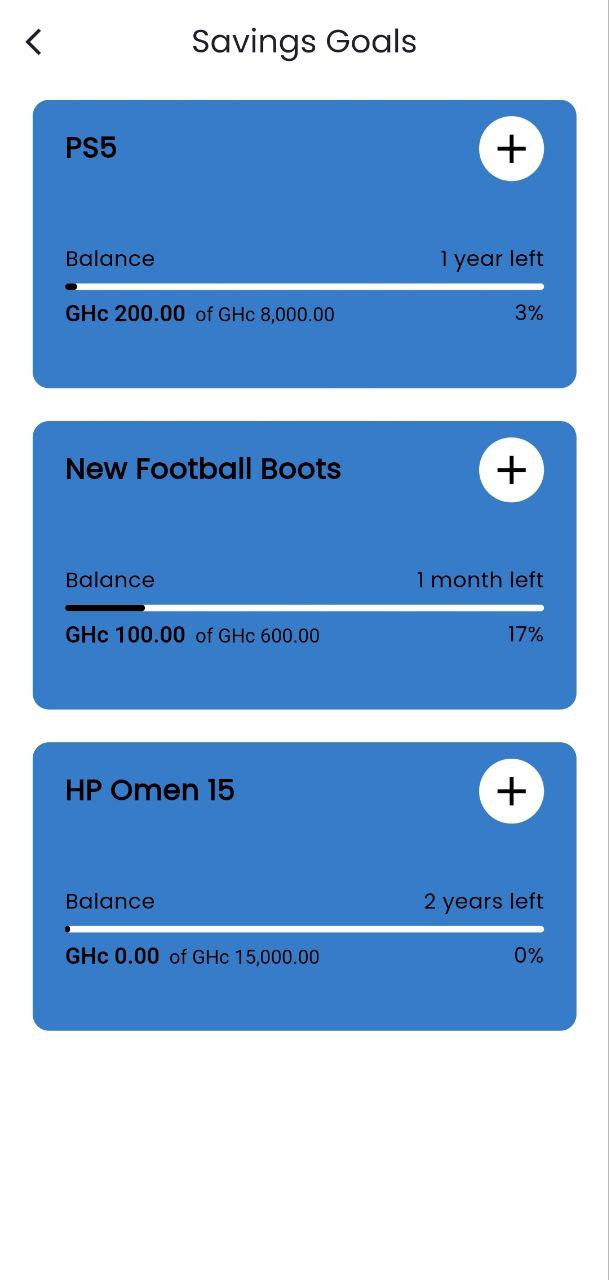 Savings Goals
PS5
Balance 1 year left
GHc 200.00 of GHc 8,000.00 3%
New Football Boots
Balance 1 month left
GHc 100.00 of GHc 600.00 17%
HP Omen 15
Balance 2 years left
GHc 0.00 of GHc 15,000.00 0%